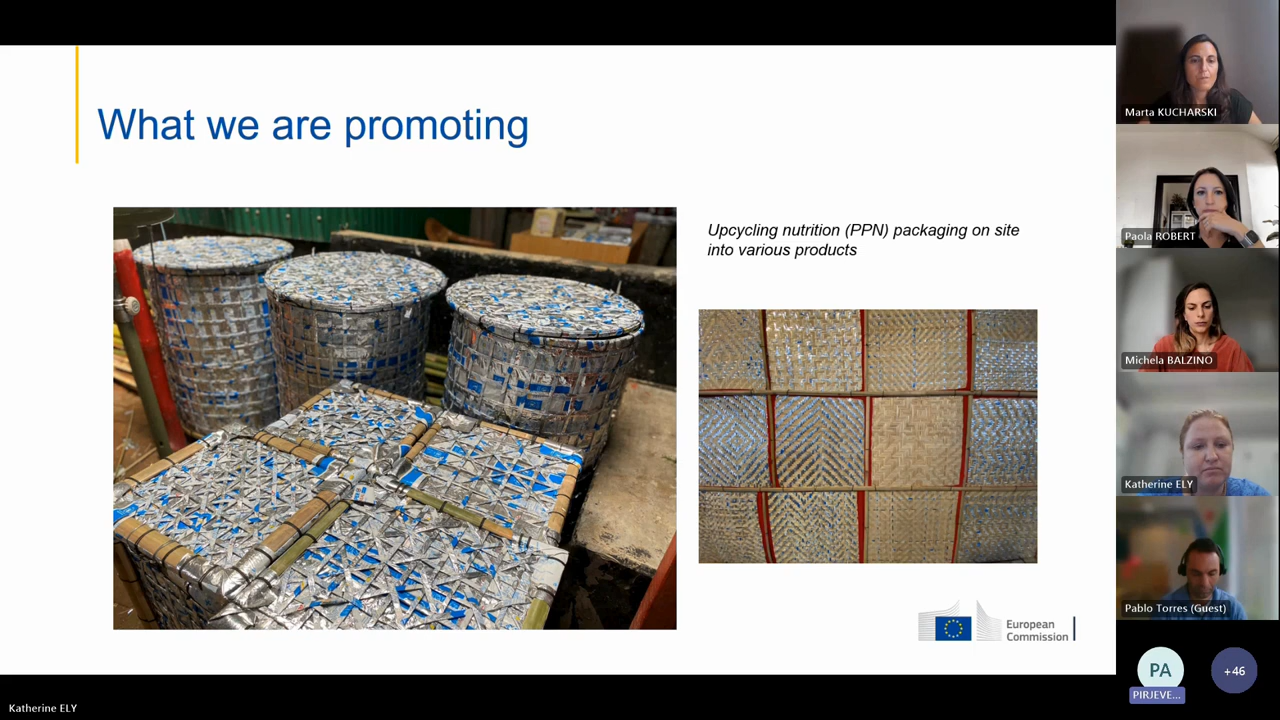 What we are promoting
Upcycling nutrition (PPN) packaging on site
into various products
European
Commission
Marta KUCHARSKI
Paola ROBERT
Michela BALZINO
Katherine ELY
Pablo Torres (Guest)
PA
+46
PIRJEVE...
Katherine ELY